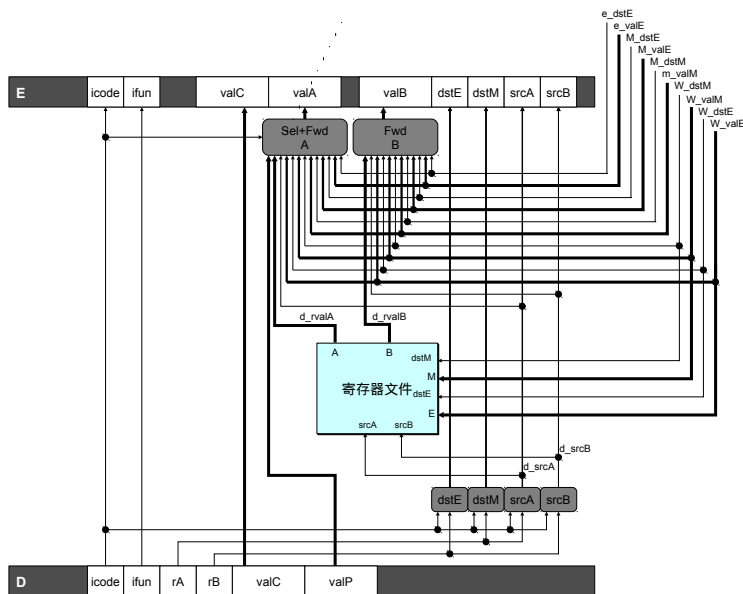 e_dstE
e_valE
M_dstE
M_valE
M_dstM
m_valM
W_dstM
W_valM
W_dstE
W_valE
E icode ifun valC valA valB dstE dstM srcA srcB
Sel+Fwd
A
Fwd
B
d_rvalA d_rvalB
A B
dstM
M
寄存器文件
dstE
E
srcA srcB
d_srcB
d_srcA
dstE dstM srcA srcB
D icode ifun rA rB valC valP